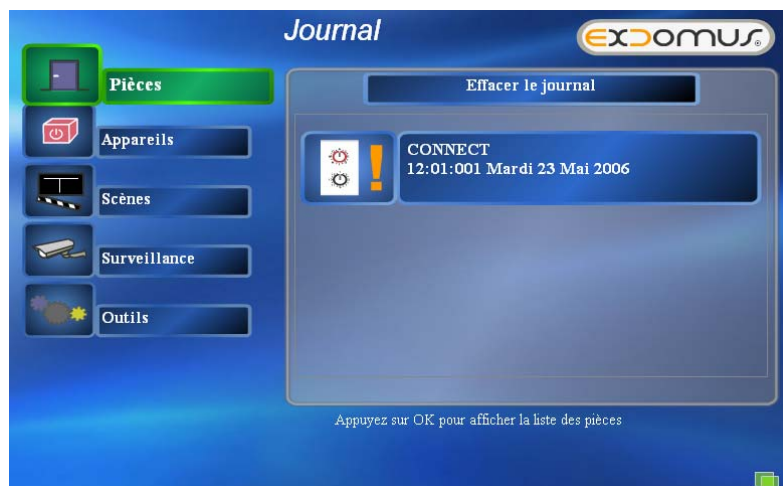 Journal
EXDOMUS®
Pièces
Appareils
Scènes
Surveillance
Outils
Effacer le journal
CONNECT
12:01:001 Mardi 23 Mai 2006
Appuyez sur OK pour afficher la liste des pièces